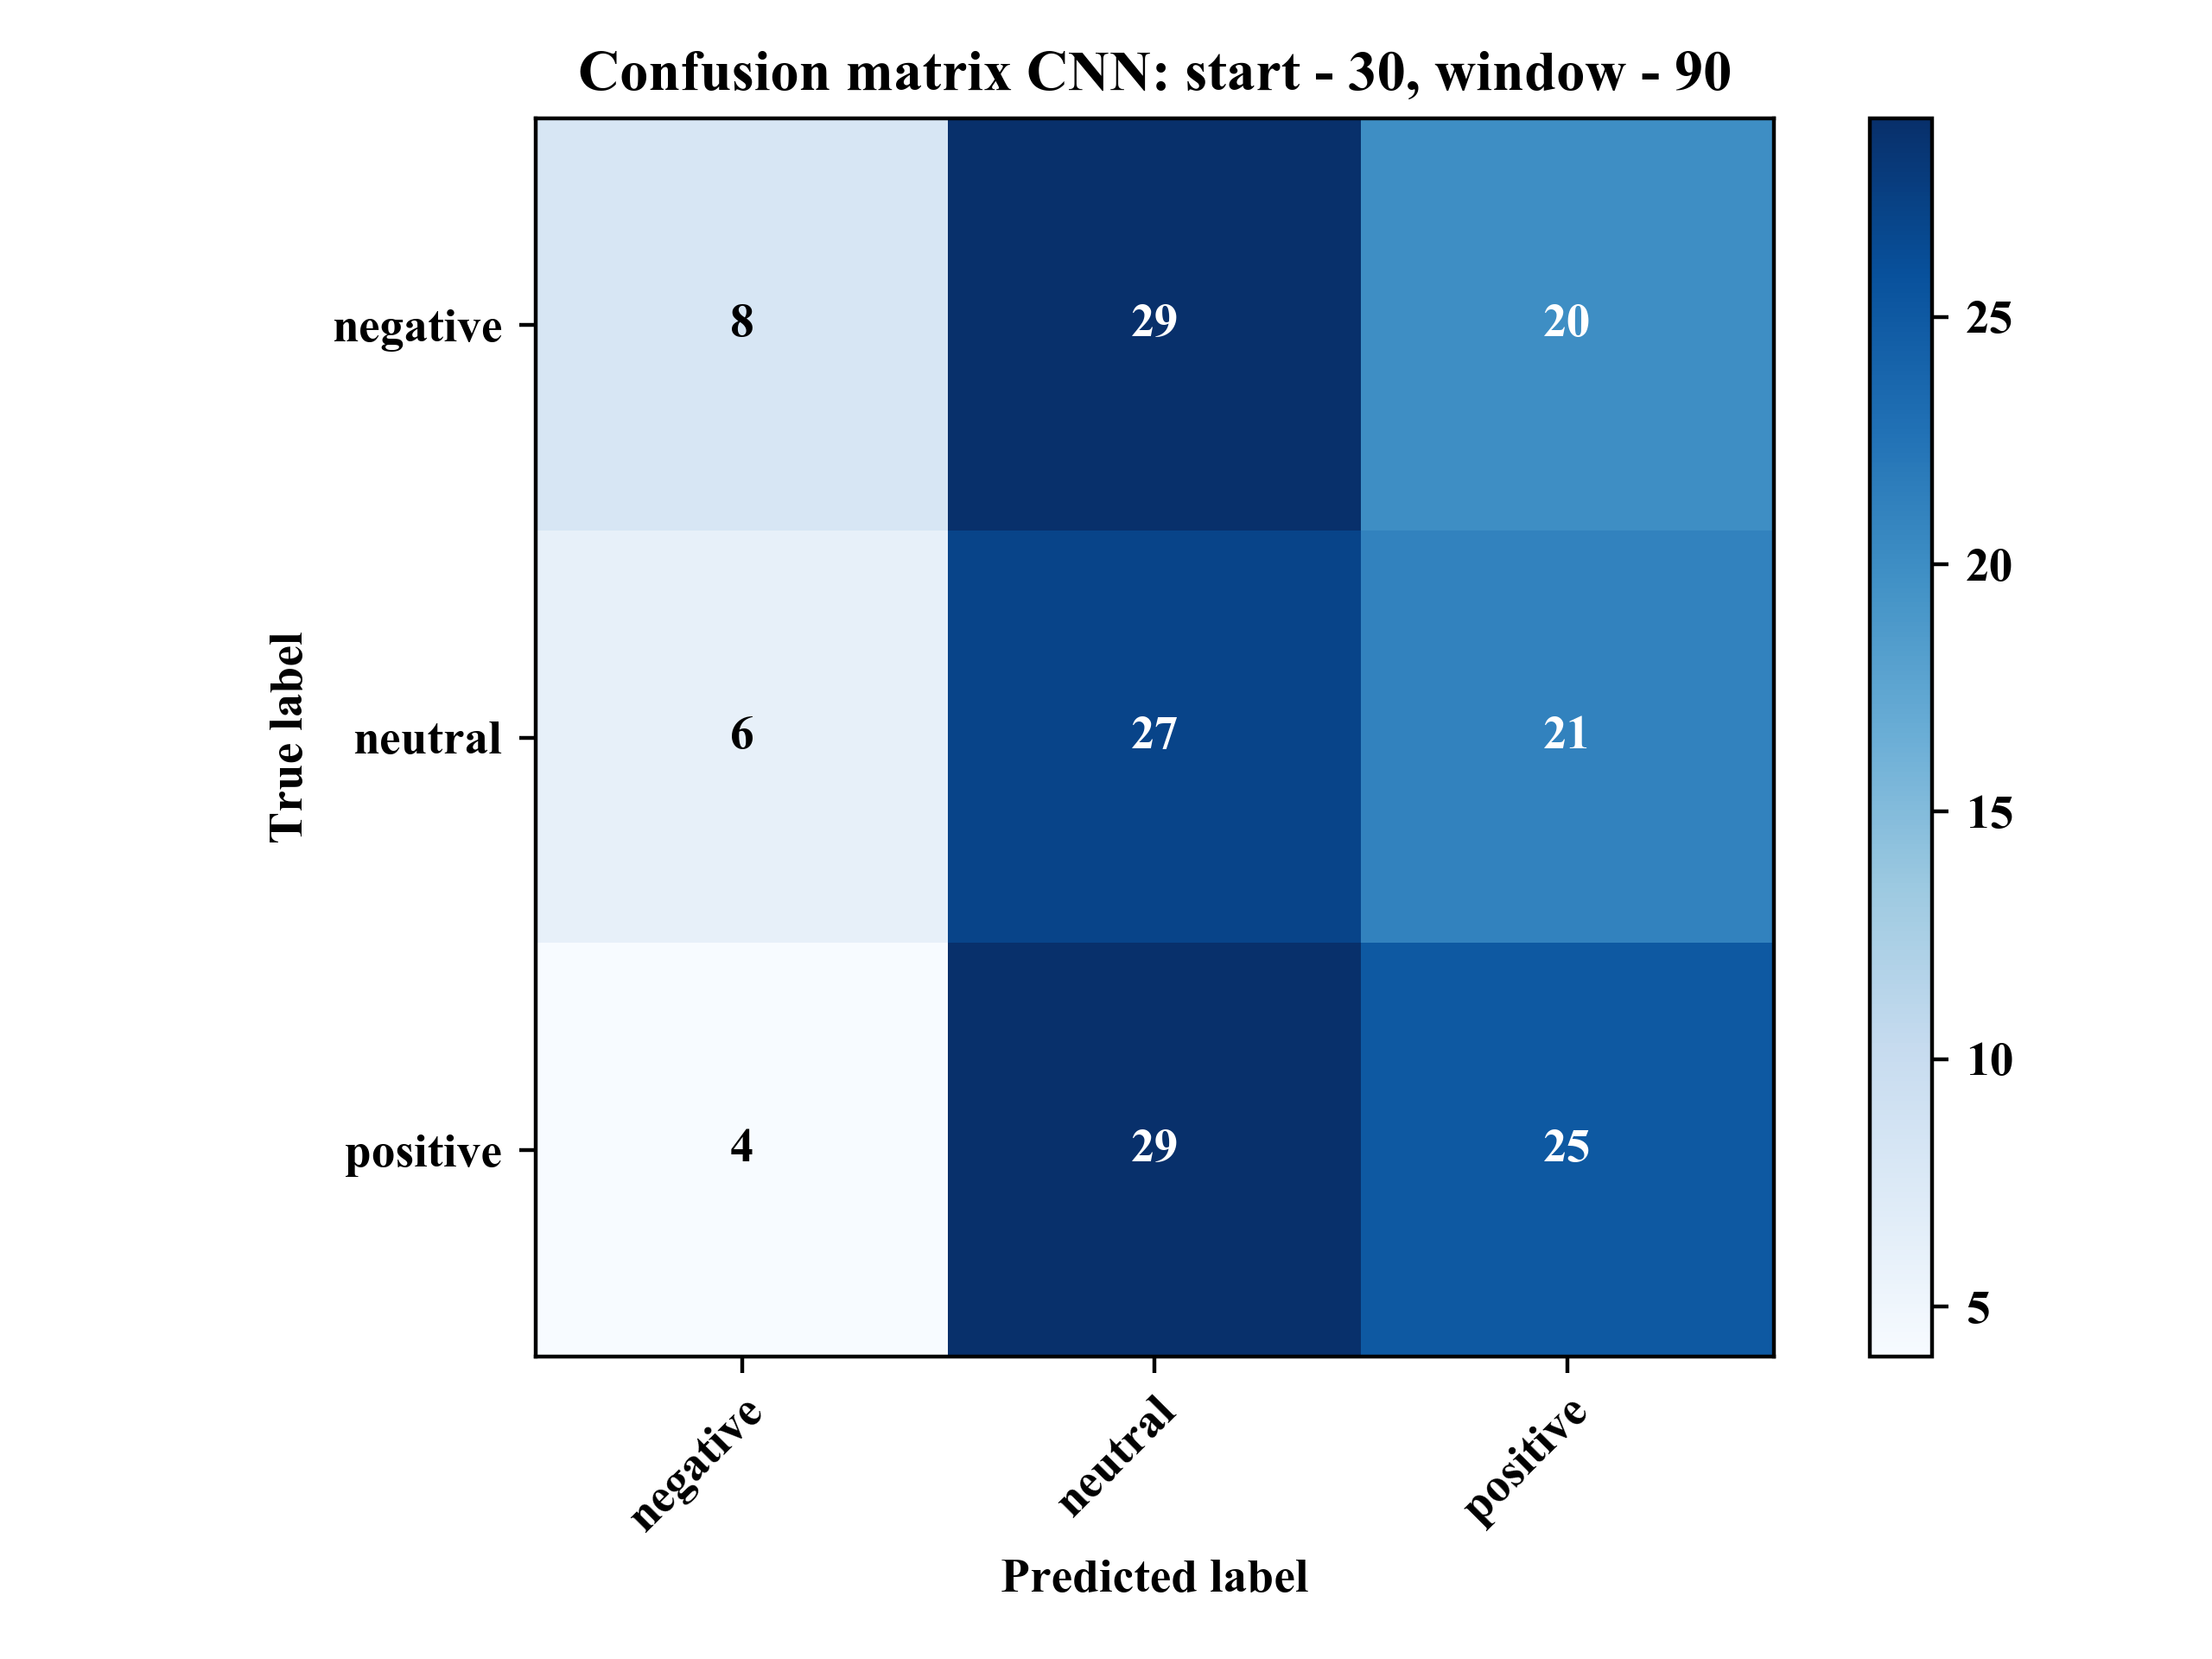 Confusion matrix CNN: start - 30, window - 90
True label
negative 8 29 20
neutral 6 27 21
positive 4 29 25
negative neutral positive
Predicted label
25
20
15
10
5